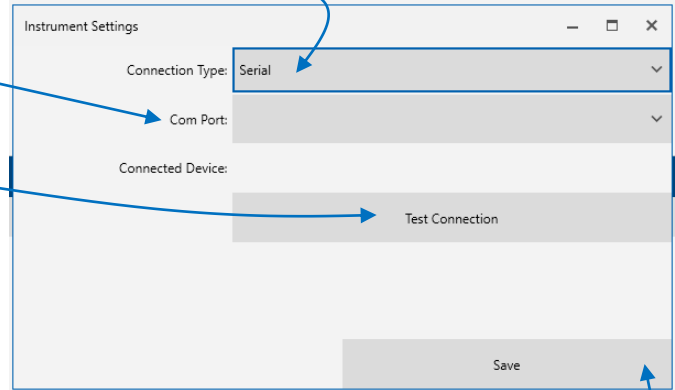 Instrument Settings
Connection Type: Serial
Com Port:
Connected Device:
Test Connection
Save